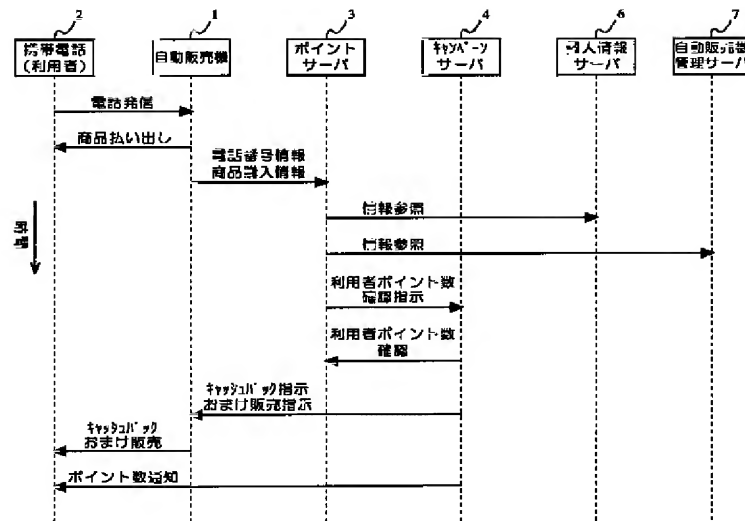 2
1
3
4
6
7
携帯電話
(利用者)
自動販売機
ポイント
サーバ
キャンペーン
サーバ
個人情報
サーバ
自動販売機
管理サーバ
電話発信
商品払い出し
電話番号情報
商品購入情報
時間
情報参照
情報参照
利用者ポイント数
確認指示
利用者ポイント数
確認
キャッシュバック指示
おまけ販売指示
キャッシュバック
おまけ販売
ポイント数通知